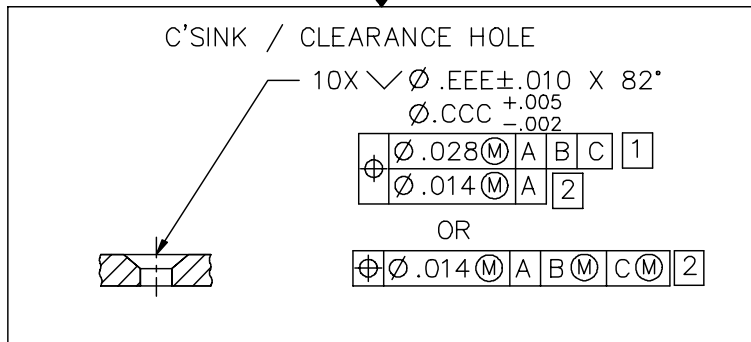 C'SINK / CLEARANCE HOLE
10X ⌵ Ø .EEE±.010 X 82°
Ø.CCC +.005
-.002
⌖ Ø.028Ⓜ A B C 1
Ø.014Ⓜ A 2
OR
⌖ Ø.014Ⓜ A BⓂ CⓂ 2